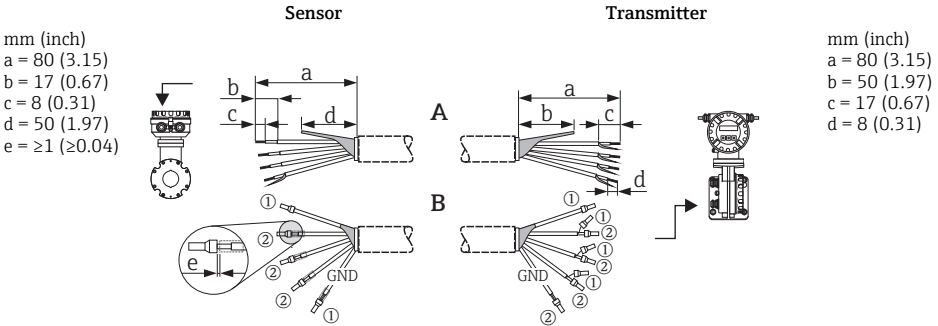 Sensor
Transmitter
mm (inch)
a = 80 (3.15)
b = 17 (0.67)
c = 8 (0.31)
d = 50 (1.97)
e = ≥1 (≥0.04)
mm (inch)
a = 80 (3.15)
b = 50 (1.97)
c = 17 (0.67)
d = 8 (0.31)
a
b
c
d
A
a
b
c
d
B
①
②
②
②
①
GND
e
①
①
②
①
②
①
②
②
GND